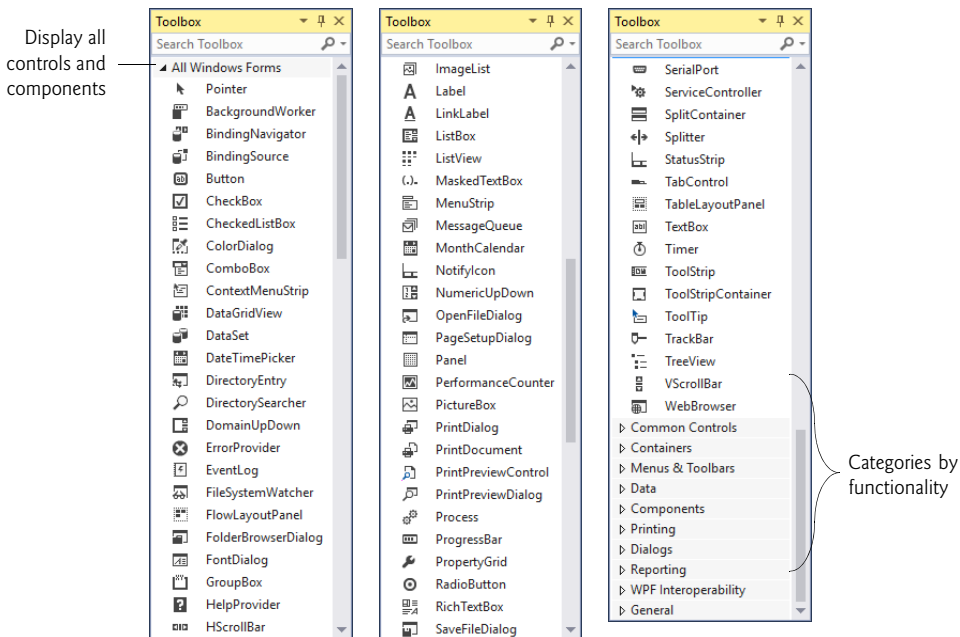 Display all
controls and
components
Toolbox
Search Toolbox
All Windows Forms
Pointer
BackgroundWorker
BindingNavigator
BindingSource
Button
CheckBox
CheckedListBox
ColorDialog
ComboBox
ContextMenuStrip
DataGridView
DataSet
DateTimePicker
DirectoryEntry
DirectorySearcher
DomainUpDown
ErrorProvider
EventLog
FileSystemWatcher
FlowLayoutPanel
FolderBrowserDialog
FontDialog
GroupBox
HelpProvider
HScrollBar
Toolbox
Search Toolbox
ImageList
Label
LinkLabel
ListBox
ListView
MaskedTextBox
MenuStrip
MessageQueue
MonthCalendar
NotifyIcon
NumericUpDown
OpenFileDialog
PageSetupDialog
Panel
PerformanceCounter
PictureBox
PrintDialog
PrintDocument
PrintPreviewControl
PrintPreviewDialog
Process
ProgressBar
PropertyGrid
RadioButton
RichTextBox
SaveFileDialog
Toolbox
Search Toolbox
SerialPort
ServiceController
SplitContainer
Splitter
StatusStrip
TabControl
TableLayoutPanel
TextBox
Timer
ToolStrip
ToolStripContainer
ToolTip
TrackBar
TreeView
VScrollBar
WebBrowser
Common Controls
Containers
Menus & Toolbars
Data
Components
Printing
Dialogs
Reporting
WPF Interoperability
General
Categories by
functionality